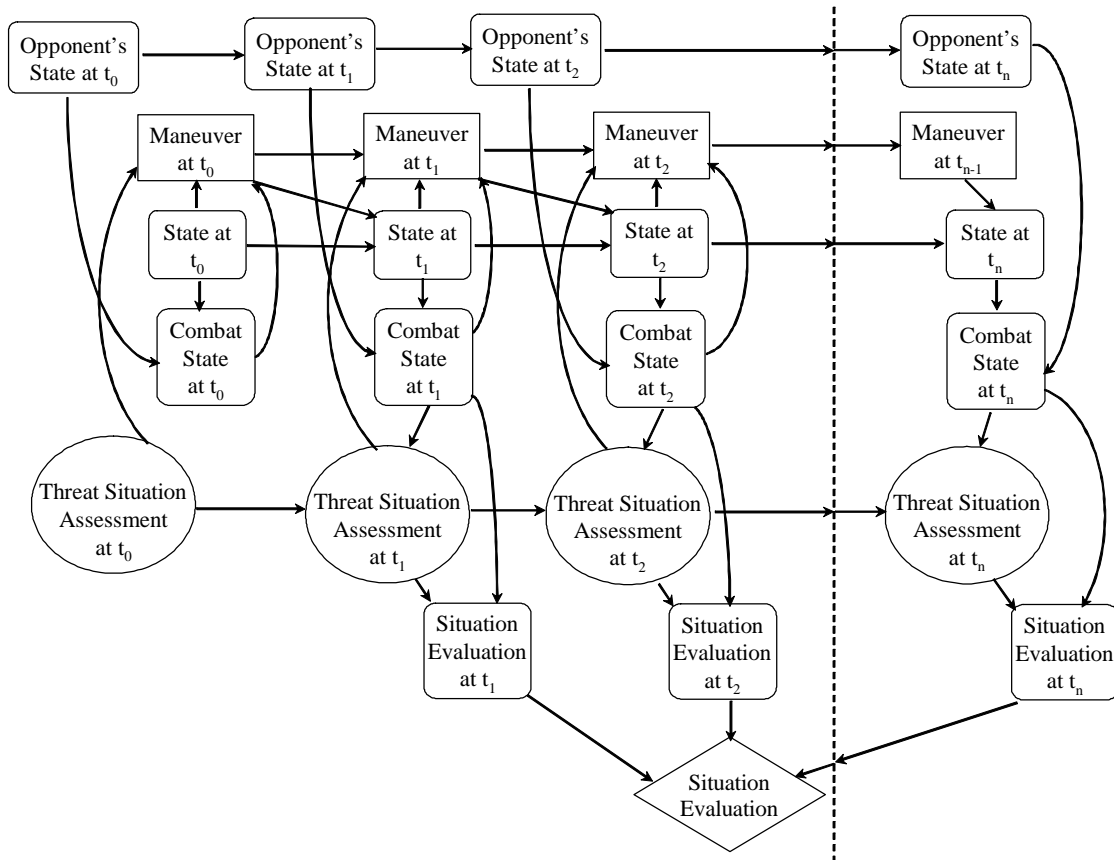 Opponent's
State at t0
Opponent's
State at t1
Opponent's
State at t2
Opponent's
State at tn
Maneuver
at t0
Maneuver
at t1
Maneuver
at t2
Maneuver
at tn-1
State at
t0
State at
t1
State at
t2
State at
tn
Combat
State
at t0
Combat
State
at t1
Combat
State
at t2
Combat
State
at tn
Threat Situation
Assessment
at t0
Threat Situation
Assessment
at t1
Threat Situation
Assessment
at t2
Threat Situation
Assessment
at tn
Situation
Evaluation
at t1
Situation
Evaluation
at t2
Situation
Evaluation
at tn
Situation
Evaluation